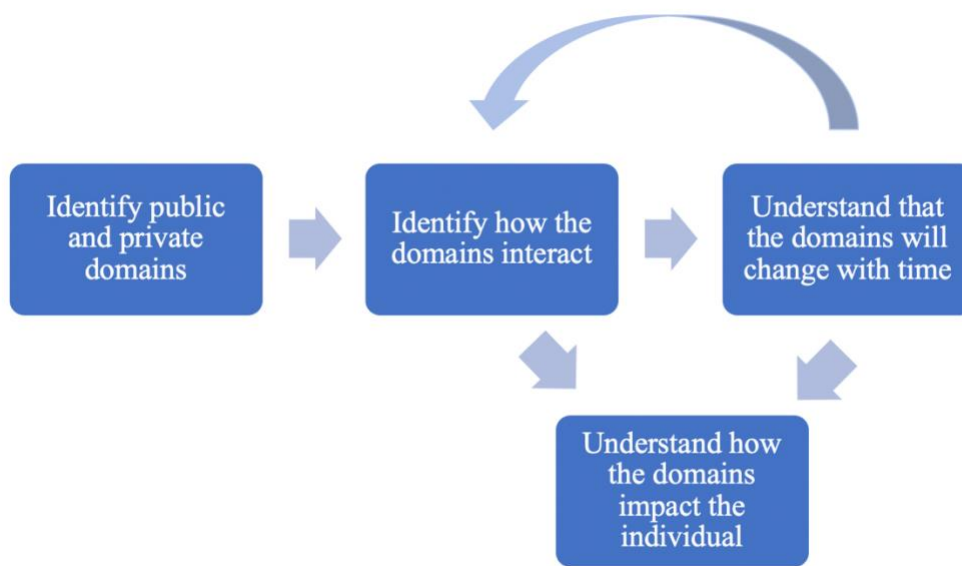 Identify public
and private
domains
Identify how the
domains interact
Understand that
the domains will
change with time
Understand how
the domains
impact the
individual